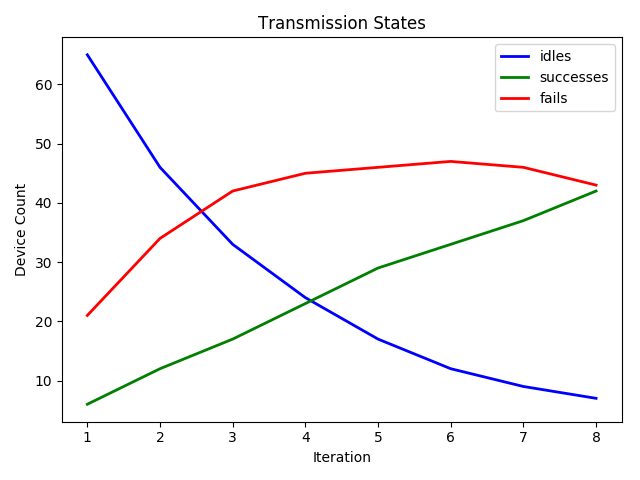 Transmission States
idles
successes
fails
Device Count
60
50
40
30
20
10
1 2 3 4 5 6 7 8
Iteration